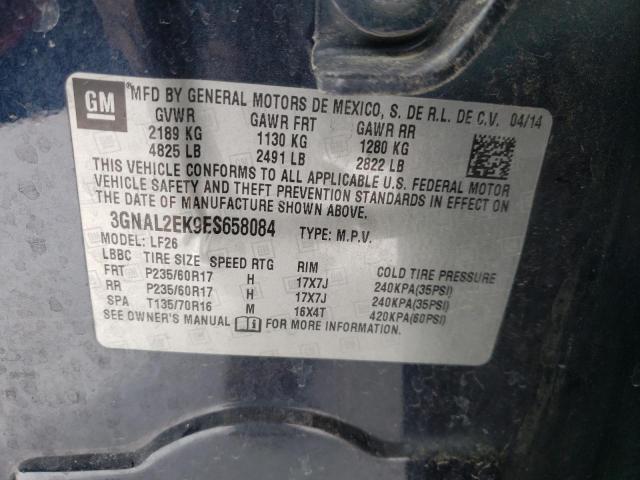 GM
®MFD BY GENERAL MOTORS DE MEXICO, S. DE R.L. DE C.V. 04/14
GVWR GAWR FRT GAWR RR
2189 KG 1130 KG 1280 KG
4825 LB 2491 LB 2822 LB
THIS VEHICLE CONFORMS TO ALL APPLICABLE U.S. FEDERAL MOTOR
VEHICLE SAFETY AND THEFT PREVENTION STANDARDS IN EFFECT ON
THE DATE OF MANUFACTURE SHOWN ABOVE.
3GNAL2EK9ES658084 TYPE: M.P.V.
MODEL: LF26
LBBC TIRE SIZE SPEED RTG RIM COLD TIRE PRESSURE
FRT P235/60R17 H 17X7J 240KPA(35PSI)
RR P235/60R17 H 17X7J 240KPA(35PSI)
SPA T135/70R16 M 16X4T 420KPA(60PSI)
SEE OWNER'S MANUAL FOR MORE INFORMATION.